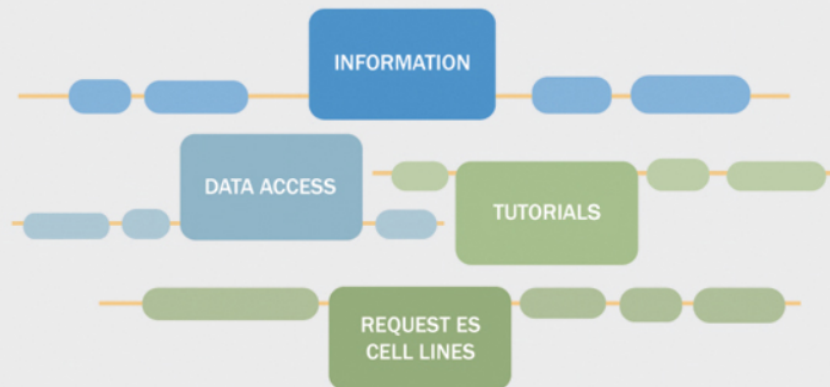 INFORMATION
DATA ACCESS
TUTORIALS
REQUEST ES
CELL LINES